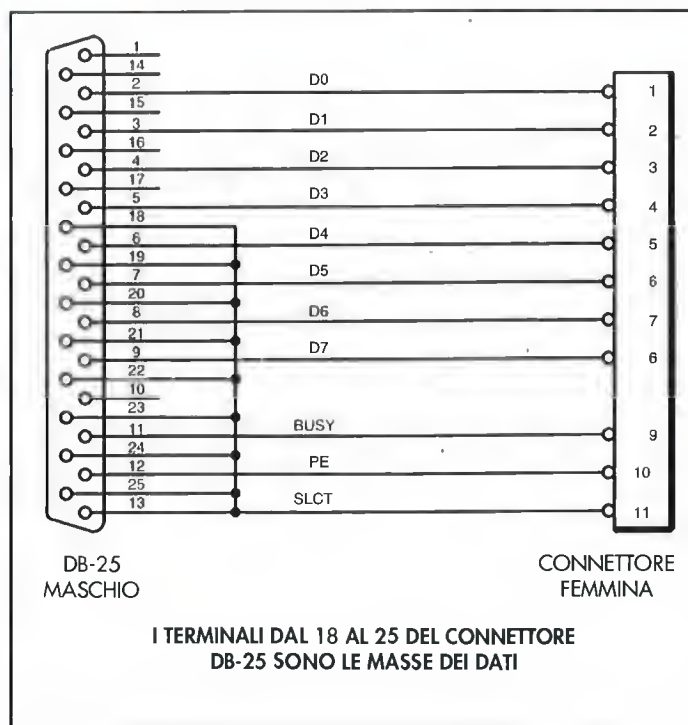 1
14
2 D0 1
15
3 D1 2
16
4 D2 3
17
5 D3 4
18
6 D4 5
19
7 D5 6
20
8 D6 7
21
9 D7 6
22
10
23
11 BUSY 9
24
12 PE 10
25
13 SLCT 11
DB-25
MASCHIO
CONNETTORE
FEMMINA
I TERMINALI DAL 18 AL 25 DEL CONNETTORE
DB-25 SONO LE MASSE DEI DATI